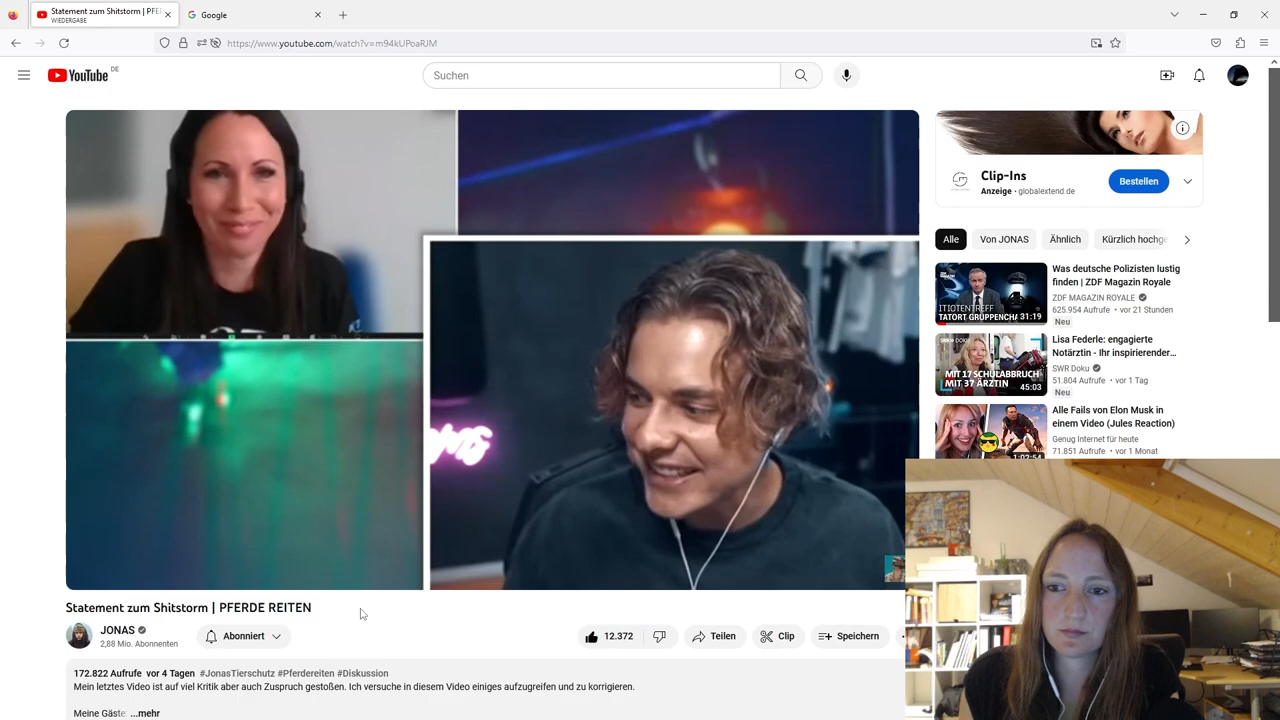 Statement zum Shitstorm | PFE
WIEDERGABE
Google
https://www.youtube.com/watch?v=m94kUPoaRJM
YouTube DE
Suchen
Clip-Ins
Anzeige · globalextend.de
Bestellen
Alle
Von JONAS
Ähnlich
Kürzlich hochge
Was deutsche Polizisten lustig
finden | ZDF Magazin Royale
ZDF MAGAZIN ROYALE
625.954 Aufrufe · vor 21 Stunden
Neu
TATORT GRUPPENCHA
31:19
Lisa Federle: engagierte
Notärztin - Ihr inspirierender...
SWR Doku
51.804 Aufrufe · vor 1 Tag
Neu
MIT 17 SCHULABBRUCH
MIT 37 ÄRZTIN
45:03
Alle Fails von Elon Musk in
einem Video (Jules Reaction)
Genug Internet für heute
71.851 Aufrufe · vor 1 Monat
1:02:54
Statement zum Shitstorm | PFERDE REITEN
JONAS
2,88 Mio. Abonnenten
Abonniert
12.372
Teilen
Clip
Speichern
172.822 Aufrufe vor 4 Tagen #JonasTierschutz #Pferdereiten #Diskussion
Mein letztes Video ist auf viel Kritik aber auch Zuspruch gestoßen. Ich versuche in diesem Video einiges aufzugreifen und zu korrigieren.
Meine Gäste: ...mehr